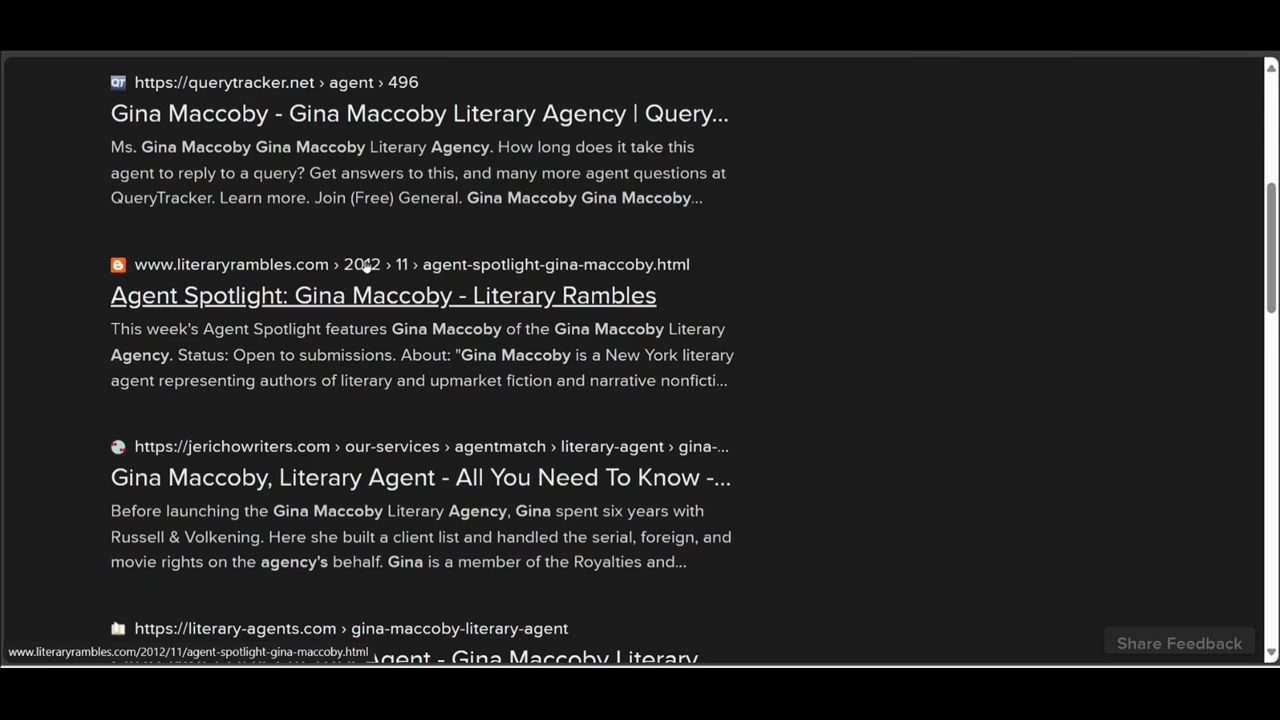 QT https://querytracker.net › agent › 496
Gina Maccoby - Gina Maccoby Literary Agency | Query...
Ms. Gina Maccoby Gina Maccoby Literary Agency. How long does it take this
agent to reply to a query? Get answers to this, and many more agent questions at
QueryTracker. Learn more. Join (Free) General. Gina Maccoby Gina Maccoby...
www.literaryrambles.com › 2012 › 11 › agent-spotlight-gina-maccoby.html
Agent Spotlight: Gina Maccoby - Literary Rambles
This week's Agent Spotlight features Gina Maccoby of the Gina Maccoby Literary
Agency. Status: Open to submissions. About: "Gina Maccoby is a New York literary
agent representing authors of literary and upmarket fiction and narrative nonficti...
https://jerichowriters.com › our-services › agentmatch › literary-agent › gina-...
Gina Maccoby, Literary Agent - All You Need To Know -...
Before launching the Gina Maccoby Literary Agency, Gina spent six years with
Russell & Volkening. Here she built a client list and handled the serial, foreign, and
movie rights on the agency's behalf. Gina is a member of the Royalties and...
https://literary-agents.com › gina-maccoby-literary-agent
Share Feedback
www.literaryrambles.com/2012/11/agent-spotlight-gina-maccoby.html
Agent - Gina Maccoby Literary